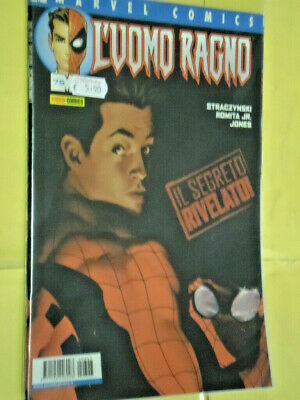 MARVEL COMICS
L'UOMO RAGNO
PANINI COMICS
STRACZYNSKI
ROMITA JR.
JONES
IL SEGRETO
RIVELATO!